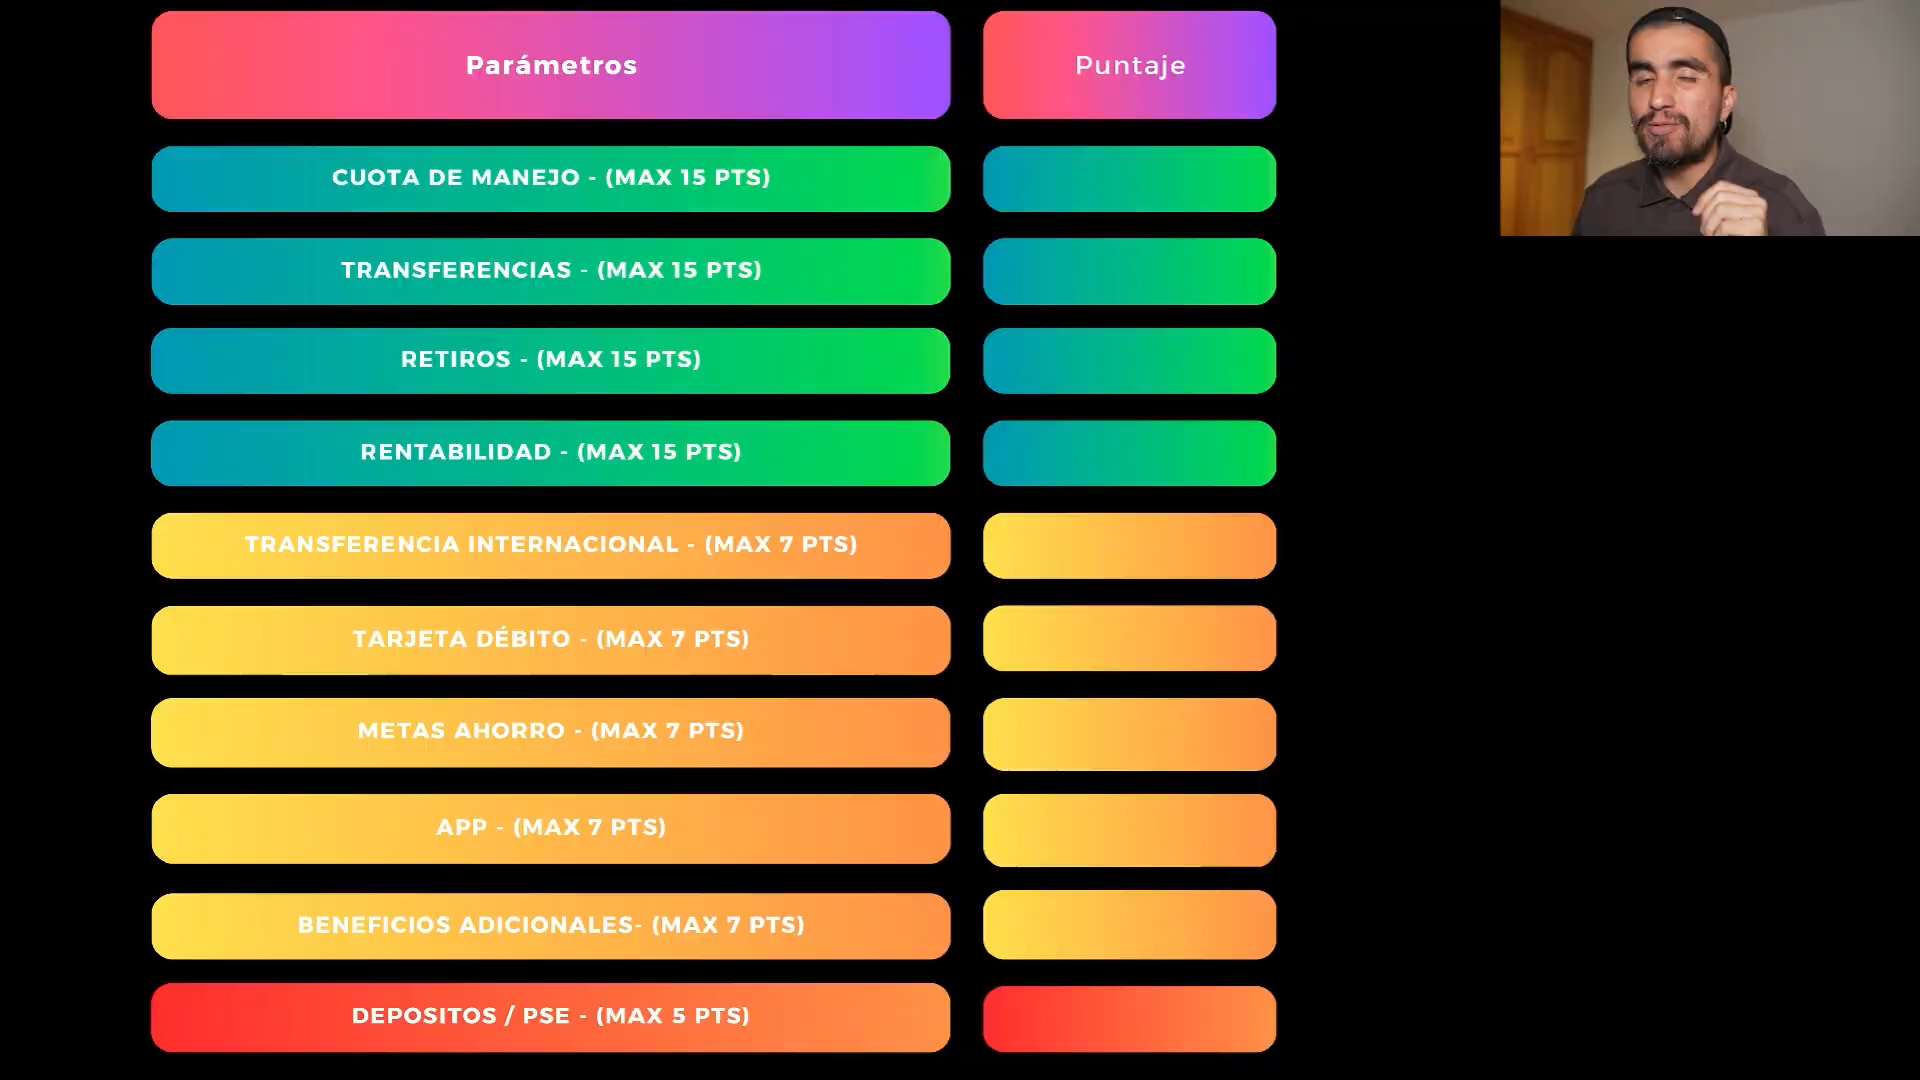 Parámetros
Puntaje
CUOTA DE MANEJO - (MAX 15 PTS)
TRANSFERENCIAS - (MAX 15 PTS)
RETIROS - (MAX 15 PTS)
RENTABILIDAD - (MAX 15 PTS)
TRANSFERENCIA INTERNACIONAL - (MAX 7 PTS)
TARJETA DÉBITO - (MAX 7 PTS)
METAS AHORRO - (MAX 7 PTS)
APP - (MAX 7 PTS)
BENEFICIOS ADICIONALES- (MAX 7 PTS)
DEPOSITOS / PSE - (MAX 5 PTS)